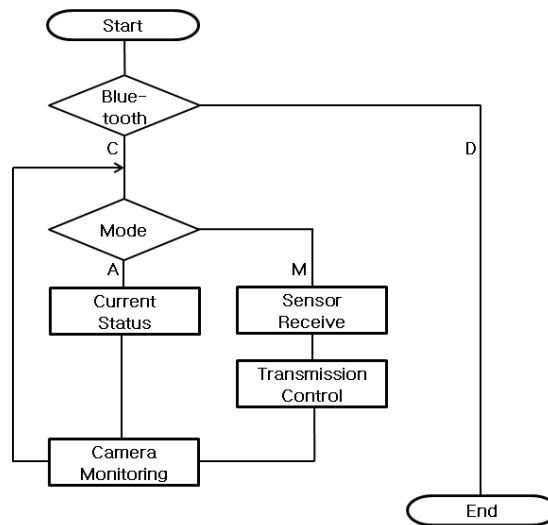 Start
Blue-
tooth
C
D
Mode
A
M
Current
Status
Sensor
Receive
Transmission
Control
Camera
Monitoring
End